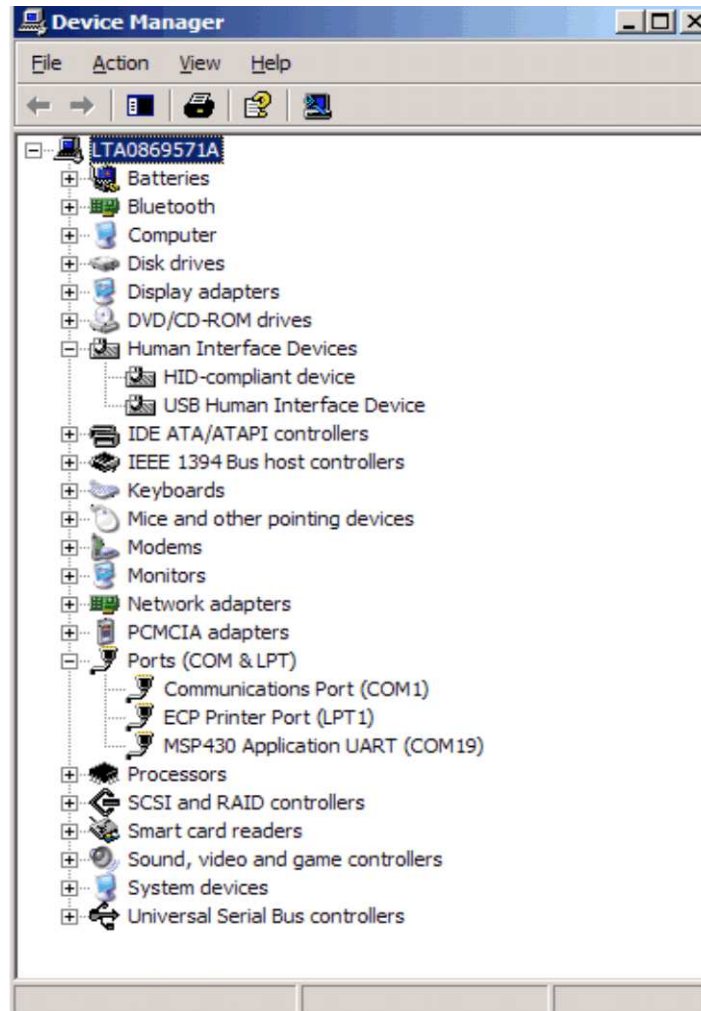 Device Manager
File Action View Help
LTA0869571A
Batteries
Bluetooth
Computer
Disk drives
Display adapters
DVD/CD-ROM drives
Human Interface Devices
HID-compliant device
USB Human Interface Device
IDE ATA/ATAPI controllers
IEEE 1394 Bus host controllers
Keyboards
Mice and other pointing devices
Modems
Monitors
Network adapters
PCMCIA adapters
Ports (COM & LPT)
Communications Port (COM1)
ECP Printer Port (LPT1)
MSP430 Application UART (COM19)
Processors
SCSI and RAID controllers
Smart card readers
Sound, video and game controllers
System devices
Universal Serial Bus controllers